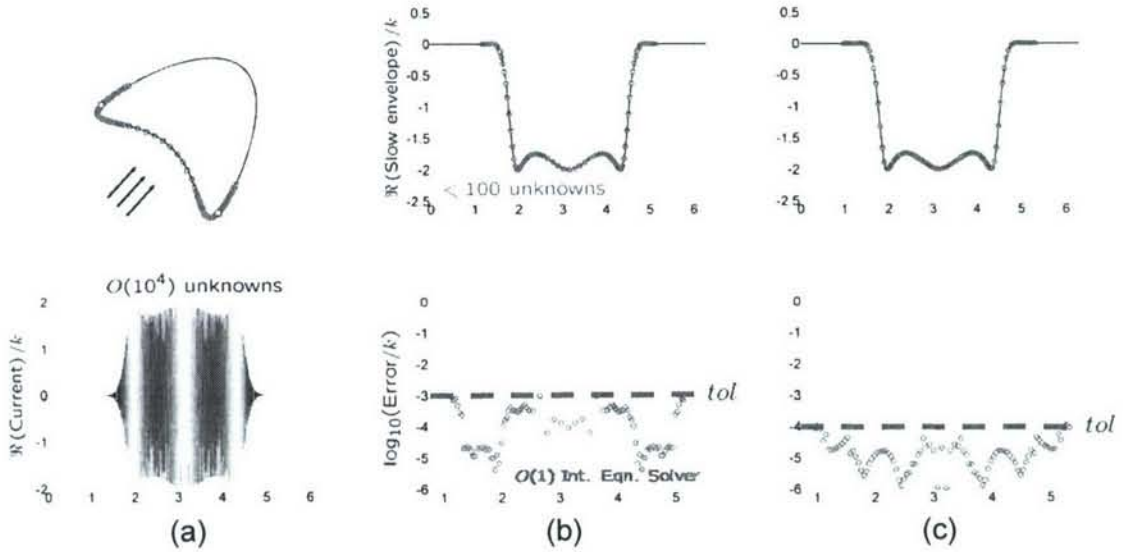 ℜ(Slow envelope)/k
0.5
0
-0.5
-1
-1.5
-2
-2.5
< 100 unknowns
0 1 2 3 4 5 6
0.5
0
-0.5
-1
-1.5
-2
-2.5
0 1 2 3 4 5 6
O(10⁴) unknowns
ℜ(Current)/k
2
1
0
-1
-2
0 1 2 3 4 5 6
(a)
log₁₀(Error/k)
0
-1
-2
-3
-4
-5
-6
tol
O(1) Int. Eqn. Solver
1 2 3 4 5
(b)
0
-1
-2
-3
-4
-5
-6
tol
1 2 3 4 5
(c)